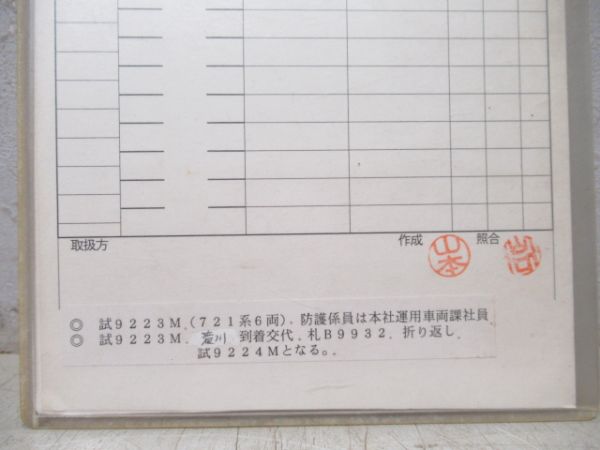 取扱方
作成 山本 照合
◎ 試9223M.(721系6両)、防護係員は本社運用車両課社員
◎ 試9223M、 到着交代、札B9932、折り返し、
試9224Mとなる。.